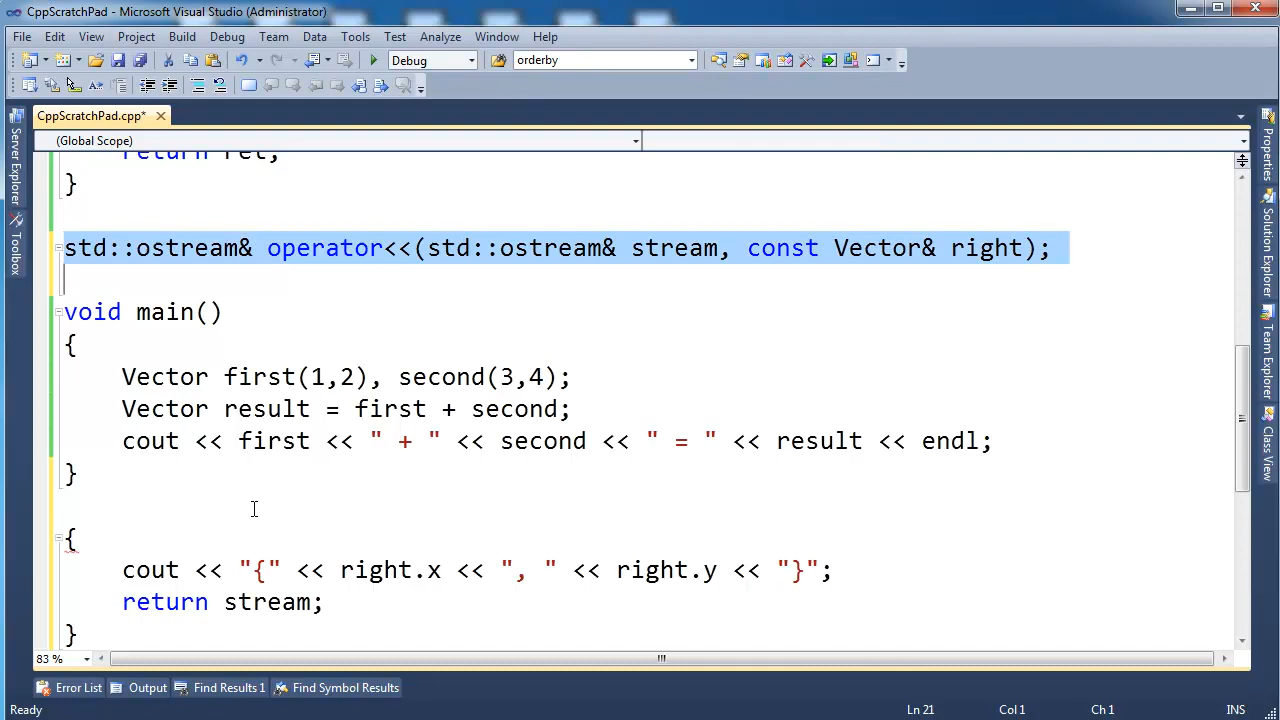 CppScratchPad - Microsoft Visual Studio (Administrator)
File Edit View Project Build Debug Team Data Tools Test Analyze Window Help
Debug orderby
CppScratchPad.cpp*
(Global Scope)
return ret;
}
std::ostream& operator<<(std::ostream& stream, const Vector& right);
void main()
{
Vector first(1,2), second(3,4);
Vector result = first + second;
cout << first << " + " << second << " = " << result << endl;
}
{
cout << "{" << right.x << ", " << right.y << "}";
return stream;
}
83 %
Server Explorer
Toolbox
Properties
Solution Explorer
Team Explorer
Class View
Error List Output Find Results 1 Find Symbol Results
Ready Ln 21 Col 1 Ch 1 INS